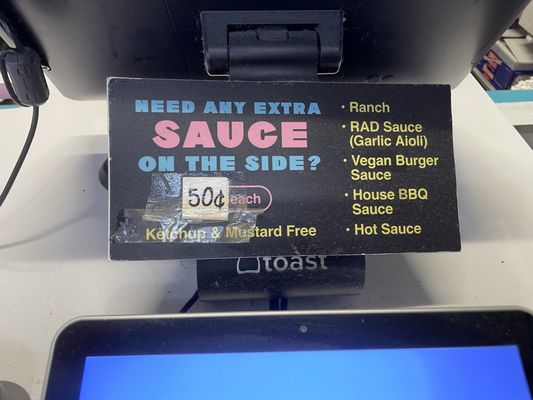 NEED ANY EXTRA
SAUCE
ON THE SIDE?
50¢ each
Ketchup & Mustard Free
· Ranch
· RAD Sauce
(Garlic Aioli)
· Vegan Burger
Sauce
· House BBQ
Sauce
· Hot Sauce
toast